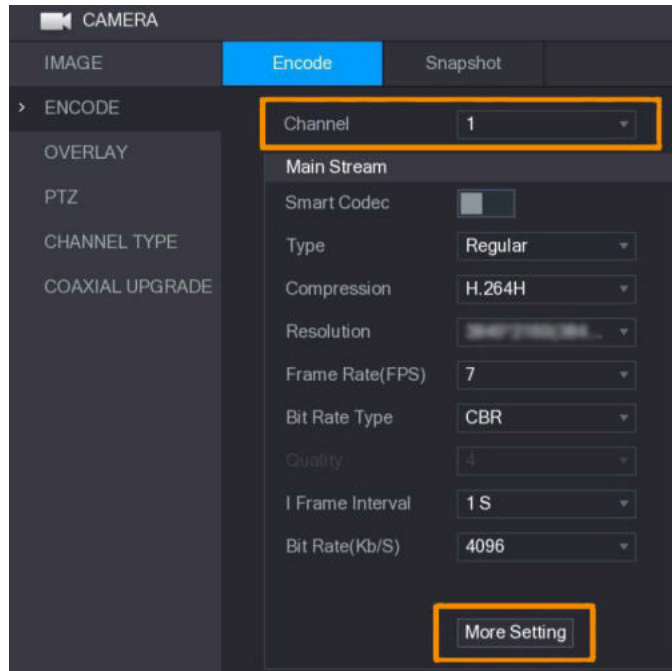 CAMERA
IMAGE
Encode Snapshot
> ENCODE
Channel 1
OVERLAY
Main Stream
PTZ
Smart Codec
CHANNEL TYPE
Type Regular
COAXIAL UPGRADE
Compression H.264H
Resolution
Frame Rate(FPS) 7
Bit Rate Type CBR
Quality 4
I Frame Interval 1 S
Bit Rate(Kb/S) 4096
More Setting